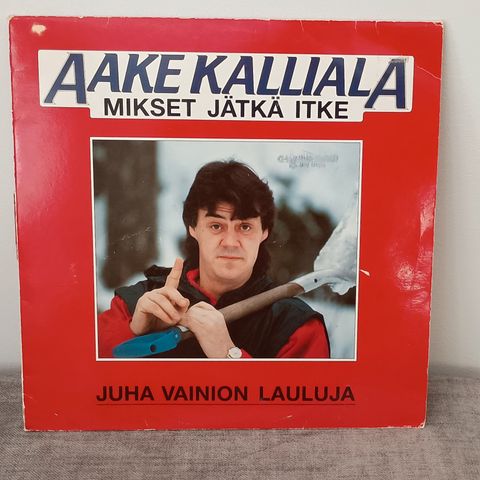 AAKE KALLIALA
MIKSET JÄTKÄ ITKE
JUHA VAINION LAULUJA